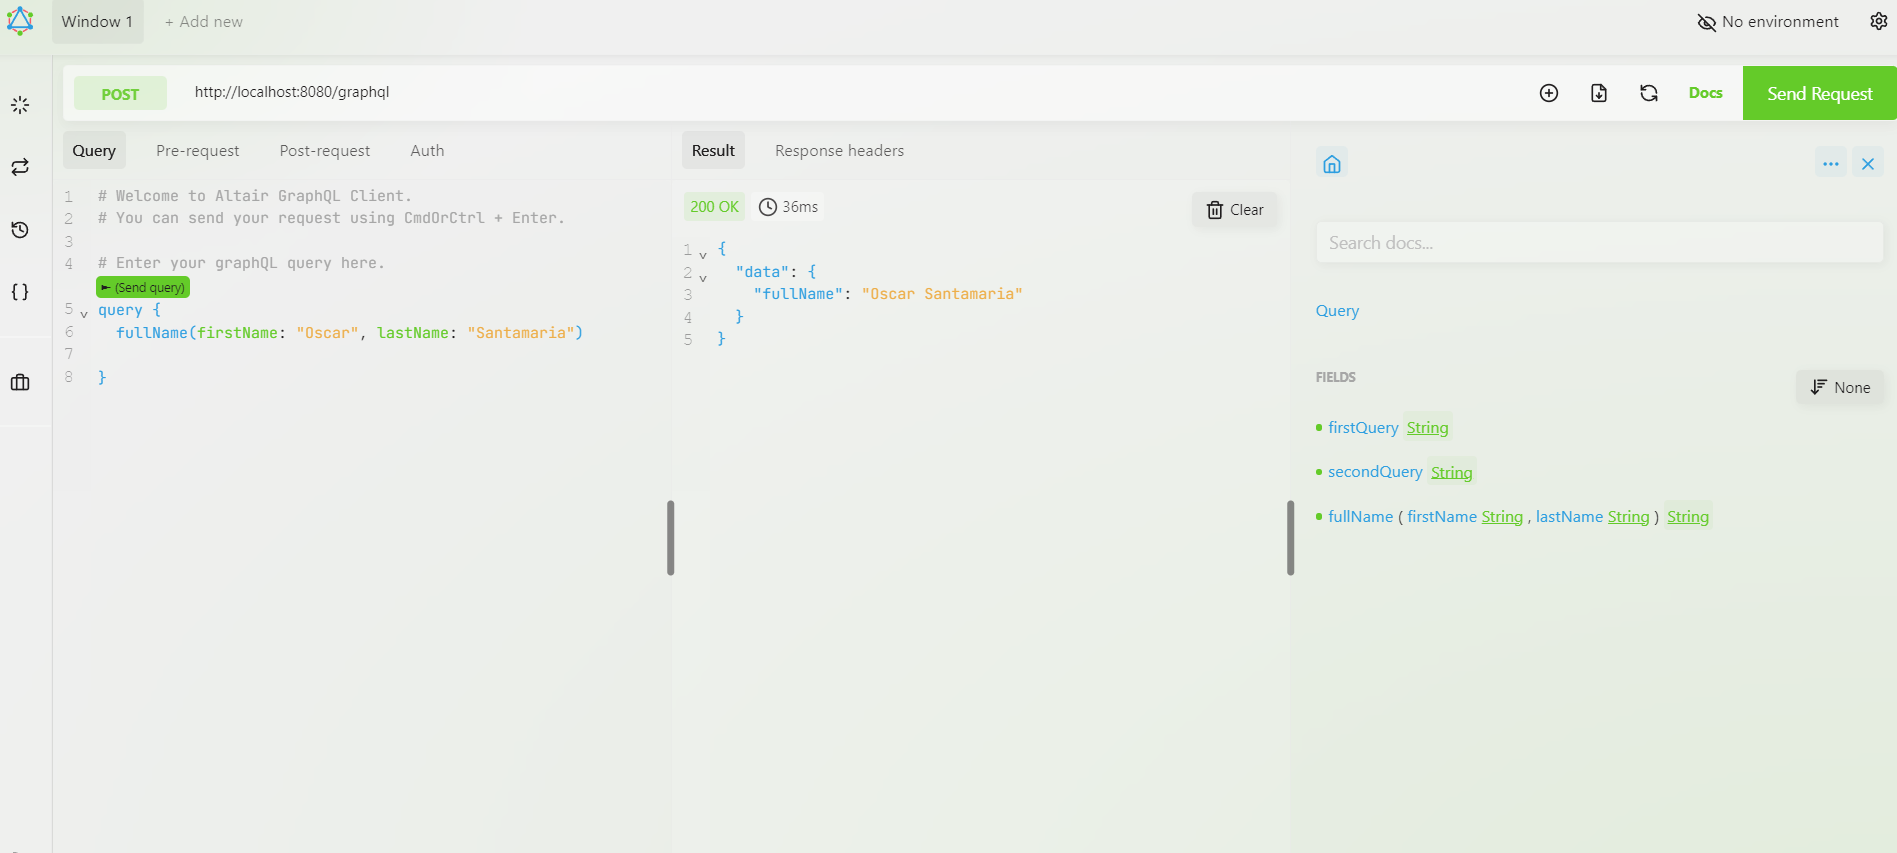 Window 1
+ Add new
No environment
POST
http://localhost:8080/graphql
Docs
Send Request
Query
Pre-request
Post-request
Auth
1 # Welcome to Altair GraphQL Client.
2 # You can send your request using CmdOrCtrl + Enter.
3
4 # Enter your graphQL query here.
(Send query)
5 query {
6 fullName(firstName: "Oscar", lastName: "Santamaria")
7
8 }
Result
Response headers
200 OK
36ms
Clear
1 {
2 "data": {
3 "fullName": "Oscar Santamaria"
4 }
5 }
Search docs...
Query
FIELDS
None
firstQuery String
secondQuery String
fullName ( firstName String , lastName String ) String